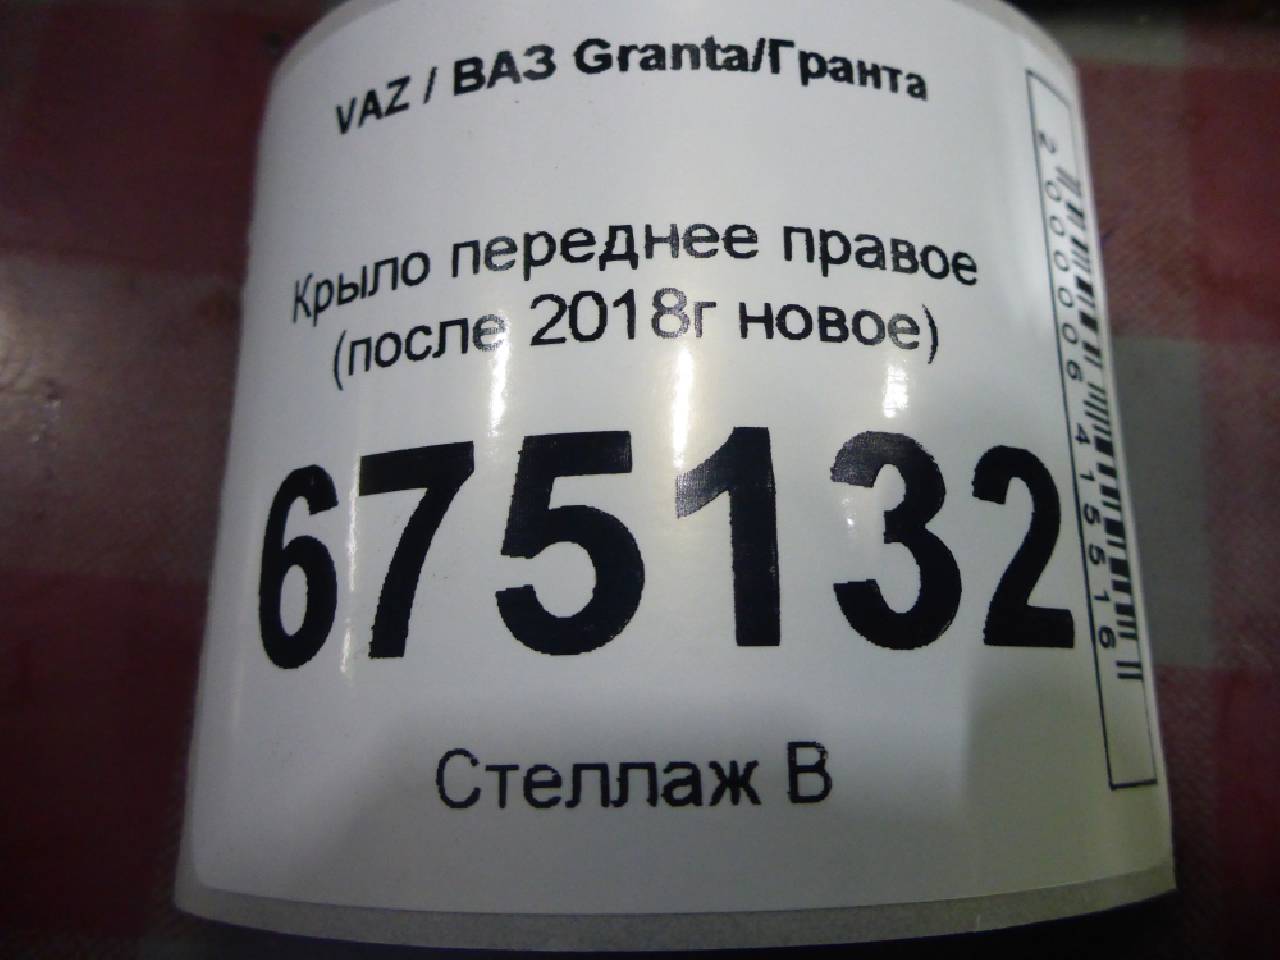 VAZ / ВАЗ Granta/Гранта
Крыло переднее правое
(после 2018г новое)
675132
Стеллаж В
2000006415516